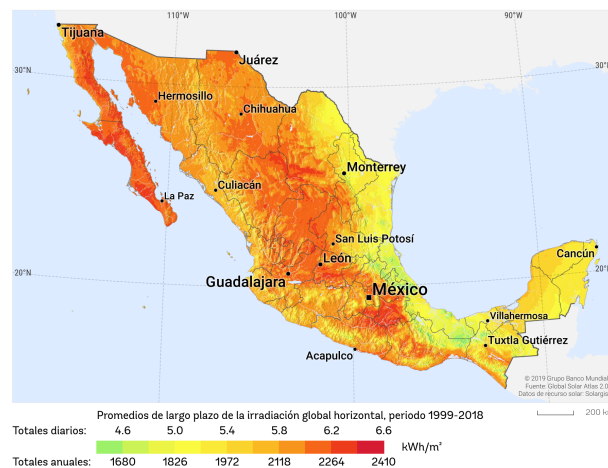 110°W
100°W
90°W
Tijuana
30°N
Juárez
30°N
Hermosillo
Chihuahua
Monterrey
Culiacán
La Paz
San Luis Potosí
Cancún
León
20°N
20°N
Guadalajara
México
Villahermosa
Tuxtla Gutiérrez
Acapulco
© 2019 Grupo Banco Mundial
Fuente: Global Solar Atlas 2.0
Datos de recurso solar: Solargis
200 k
Promedios de largo plazo de la irradiación global horizontal, periodo 1999-2018
Totales diarios: 4.6 5.0 5.4 5.8 6.2 6.6
kWh/m²
Totales anuales: 1680 1826 1972 2118 2264 2410